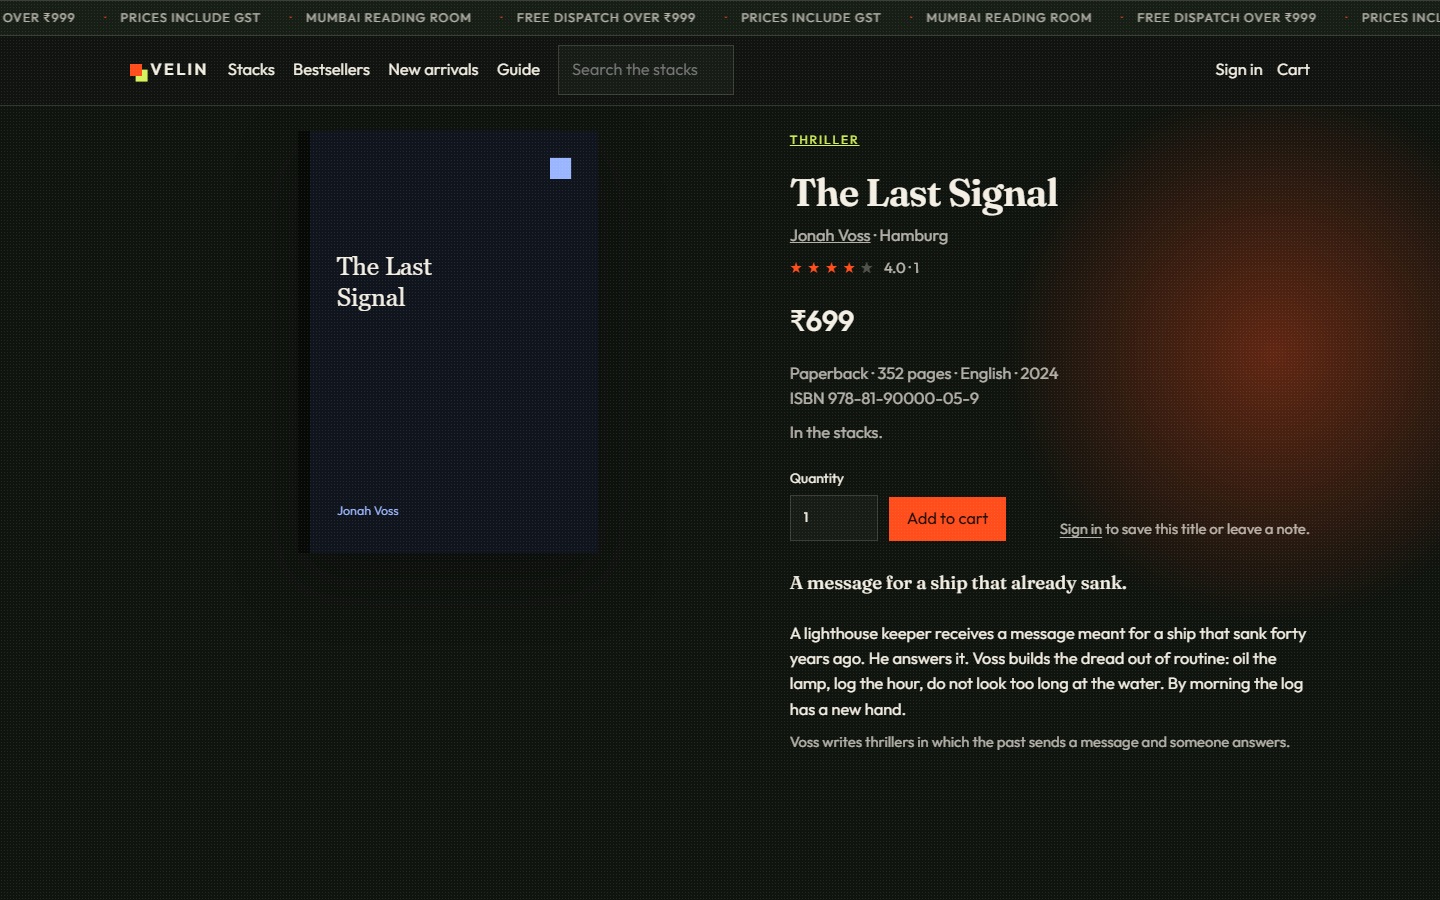 OVER ₹999 · PRICES INCLUDE GST · MUMBAI READING ROOM · FREE DISPATCH OVER ₹999 · PRICES INCLUDE GST · MUMBAI READING ROOM · FREE DISPATCH OVER ₹999 · PRICES
VELIN Stacks Bestsellers New arrivals Guide Search the stacks Sign in Cart
The Last
Signal
Jonah Voss
THRILLER
The Last Signal
Jonah Voss · Hamburg
★★★★★ 4.0 · 1
₹699
Paperback · 352 pages · English · 2024
ISBN 978-81-90000-05-9
In the stacks.
Quantity
1 Add to cart Sign in to save this title or leave a note.
A message for a ship that already sank.
A lighthouse keeper receives a message meant for a ship that sank forty
years ago. He answers it. Voss builds the dread out of routine: oil the
lamp, log the hour, do not look too long at the water. By morning the log
has a new hand.
Voss writes thrillers in which the past sends a message and someone answers.